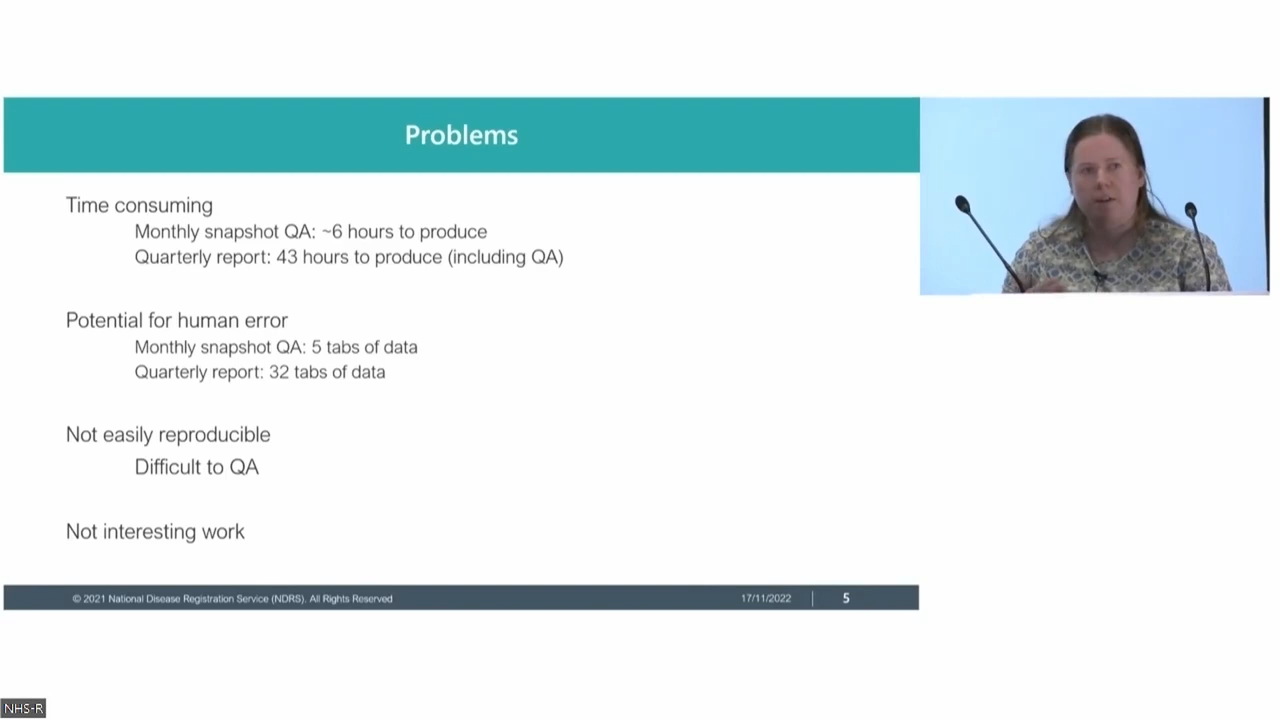 Problems
Time consuming
Monthly snapshot QA: ~6 hours to produce
Quarterly report: 43 hours to produce (including QA)
Potential for human error
Monthly snapshot QA: 5 tabs of data
Quarterly report: 32 tabs of data
Not easily reproducible
Difficult to QA
Not interesting work
© 2021 National Disease Registration Service (NDRS). All Rights Reserved
17/11/2022
5
NHS-R